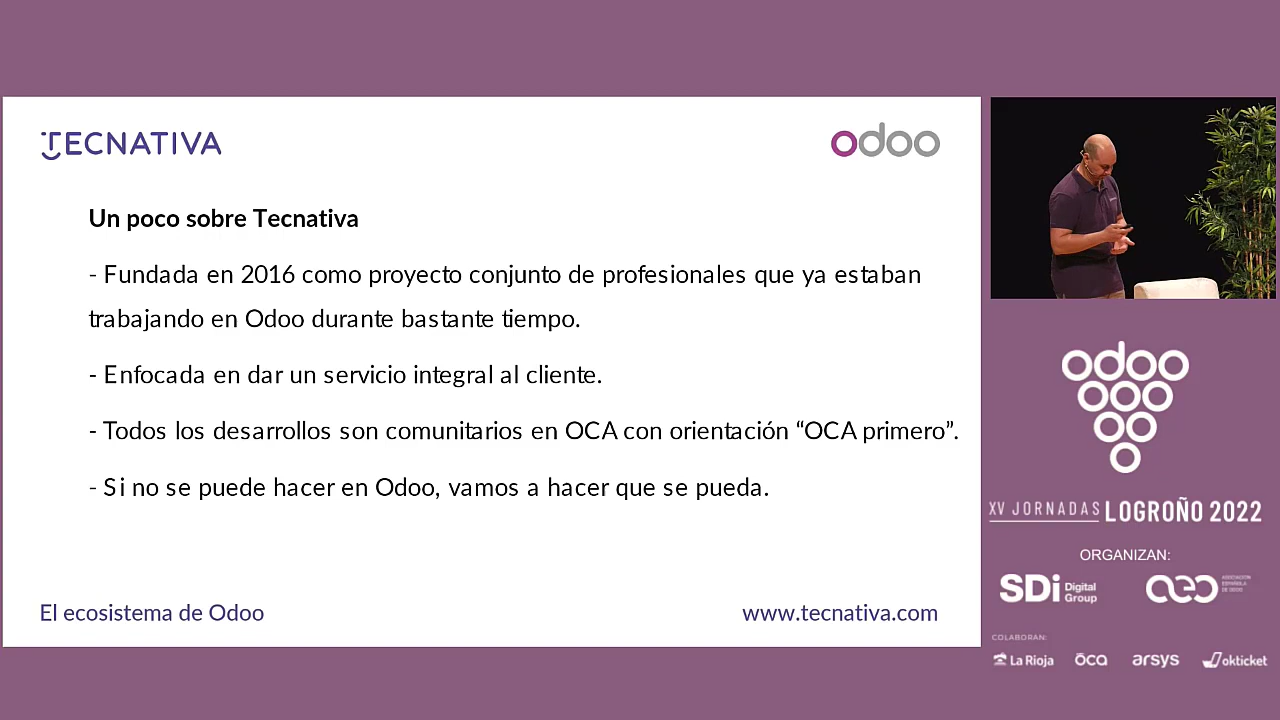 TECNATIVA
odoo
Un poco sobre Tecnativa
- Fundada en 2016 como proyecto conjunto de profesionales que ya estaban
trabajando en Odoo durante bastante tiempo.
- Enfocada en dar un servicio integral al cliente.
- Todos los desarrollos son comunitarios en OCA con orientación “OCA primero”.
- Si no se puede hacer en Odoo, vamos a hacer que se pueda.
El ecosistema de Odoo
www.tecnativa.com
odoo
XV JORNADAS LOGROÑO 2022
ORGANIZAN:
SDi Digital
Group
aeo ASOCIACIÓN
ESPAÑOLA
DE ODOO
COLABORAN:
La Rioja
oca
arsys
okticket